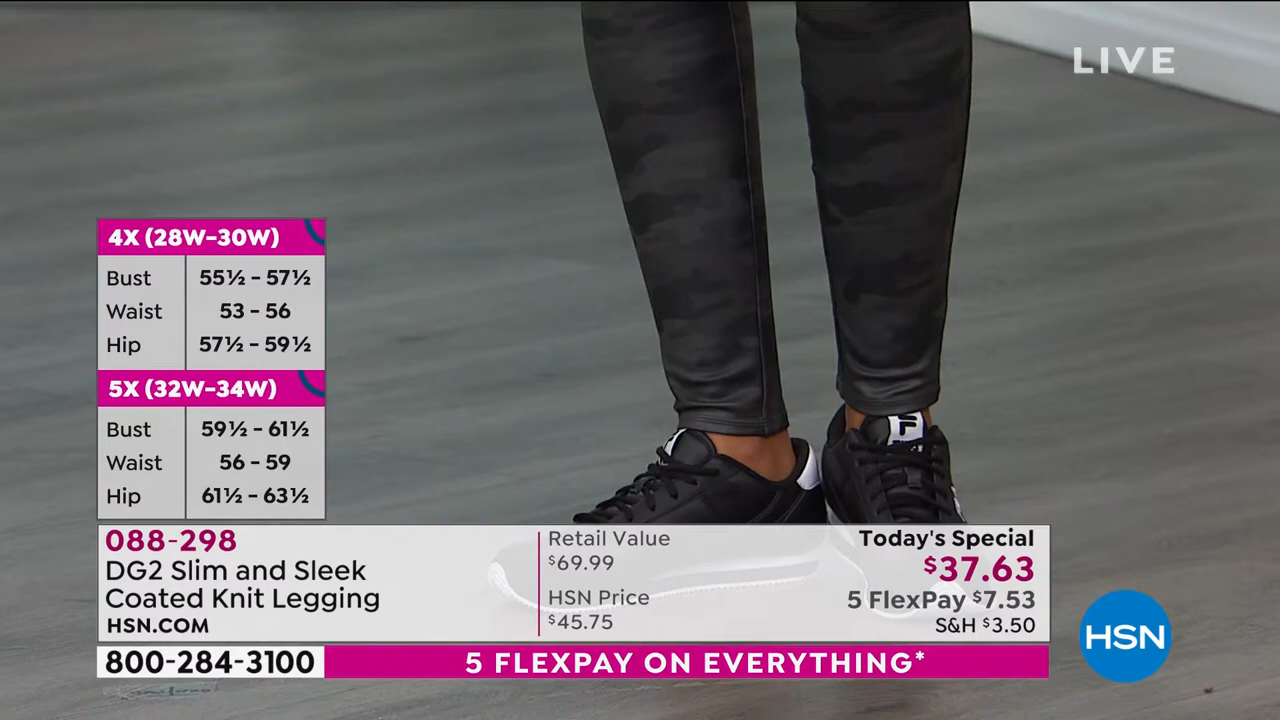 LIVE
4X (28W-30W)
Bust 55½ - 57½
Waist 53 - 56
Hip 57½ - 59½
5X (32W-34W)
Bust 59½ - 61½
Waist 56 - 59
Hip 61½ - 63½
088-298
DG2 Slim and Sleek
Coated Knit Legging
HSN.COM
Retail Value
$69.99
HSN Price
$45.75
Today's Special
$37.63
5 FlexPay $7.53
S&H $3.50
HSN
800-284-3100
5 FLEXPAY ON EVERYTHING*